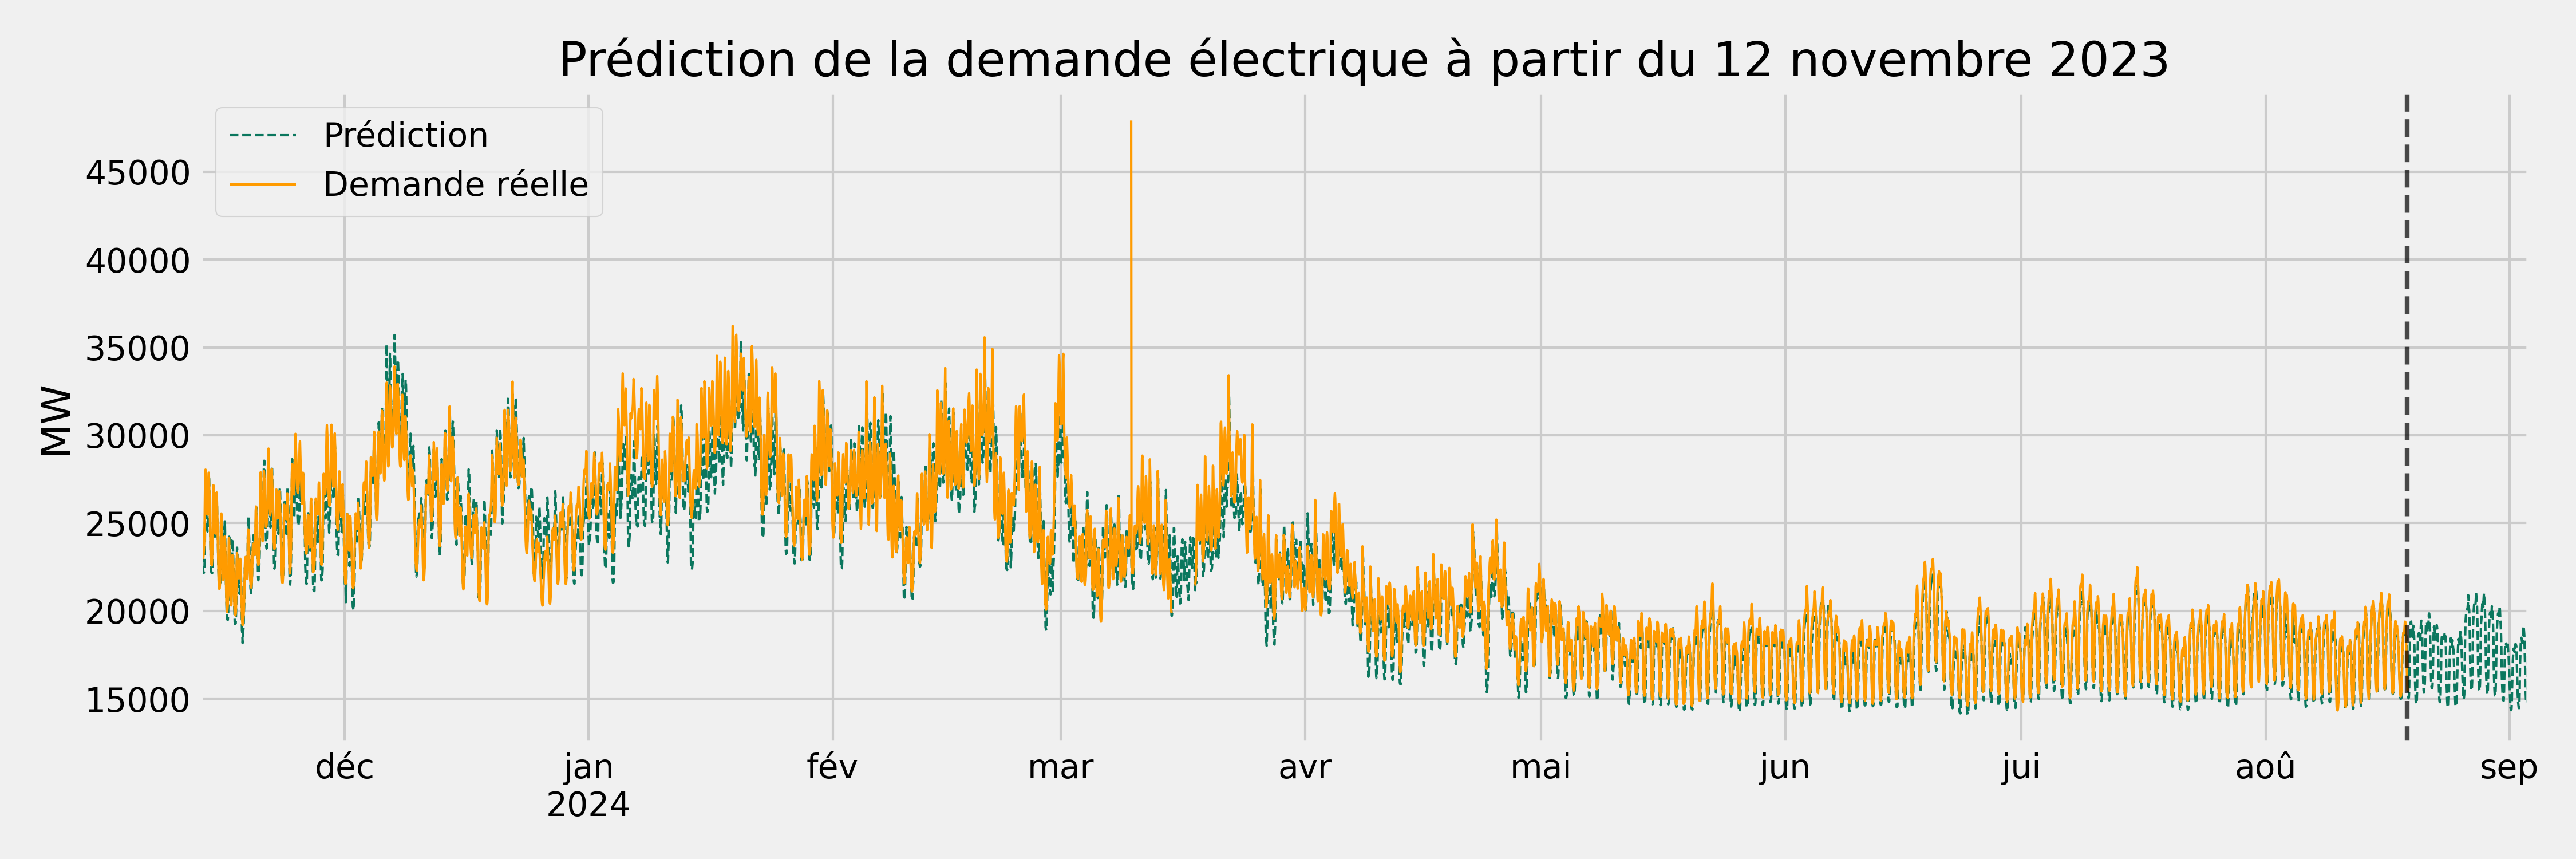 Prédiction de la demande électrique à partir du 12 novembre 2023
Prédiction
Demande réelle
MW
45000
40000
35000
30000
25000
20000
15000
déc
jan
fév
mar
avr
mai
jun
jui
aoû
sep
2024